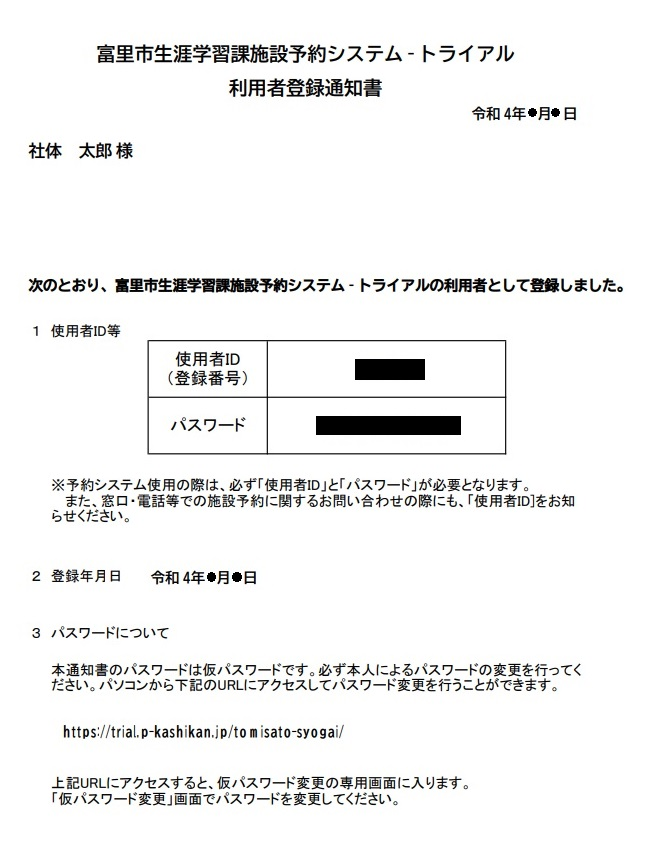 富里市生涯学習課施設予約システム - トライアル
利用者登録通知書
令和 4年●月●日
社体　太郎 様
次のとおり、富里市生涯学習課施設予約システム - トライアルの利用者として登録しました。
1 使用者ID等
使用者ID
（登録番号）
パスワード
※予約システム使用の際は、必ず「使用者ID」と「パスワード」が必要となります。
また、窓口・電話等での施設予約に関するお問い合わせの際にも、「使用者ID]をお知
らせください。
2 登録年月日 令和 4年●月●日
3 パスワードについて
本通知書のパスワードは仮パスワードです。必ず本人によるパスワードの変更を行ってく
ださい。パソコンから下記のURLにアクセスしてパスワード変更を行うことができます。
https://trial.p-kashikan.jp/tomisato-syogai/
上記URLにアクセスすると、仮パスワード変更の専用画面に入ります。
「仮パスワード変更」画面でパスワードを変更してください。